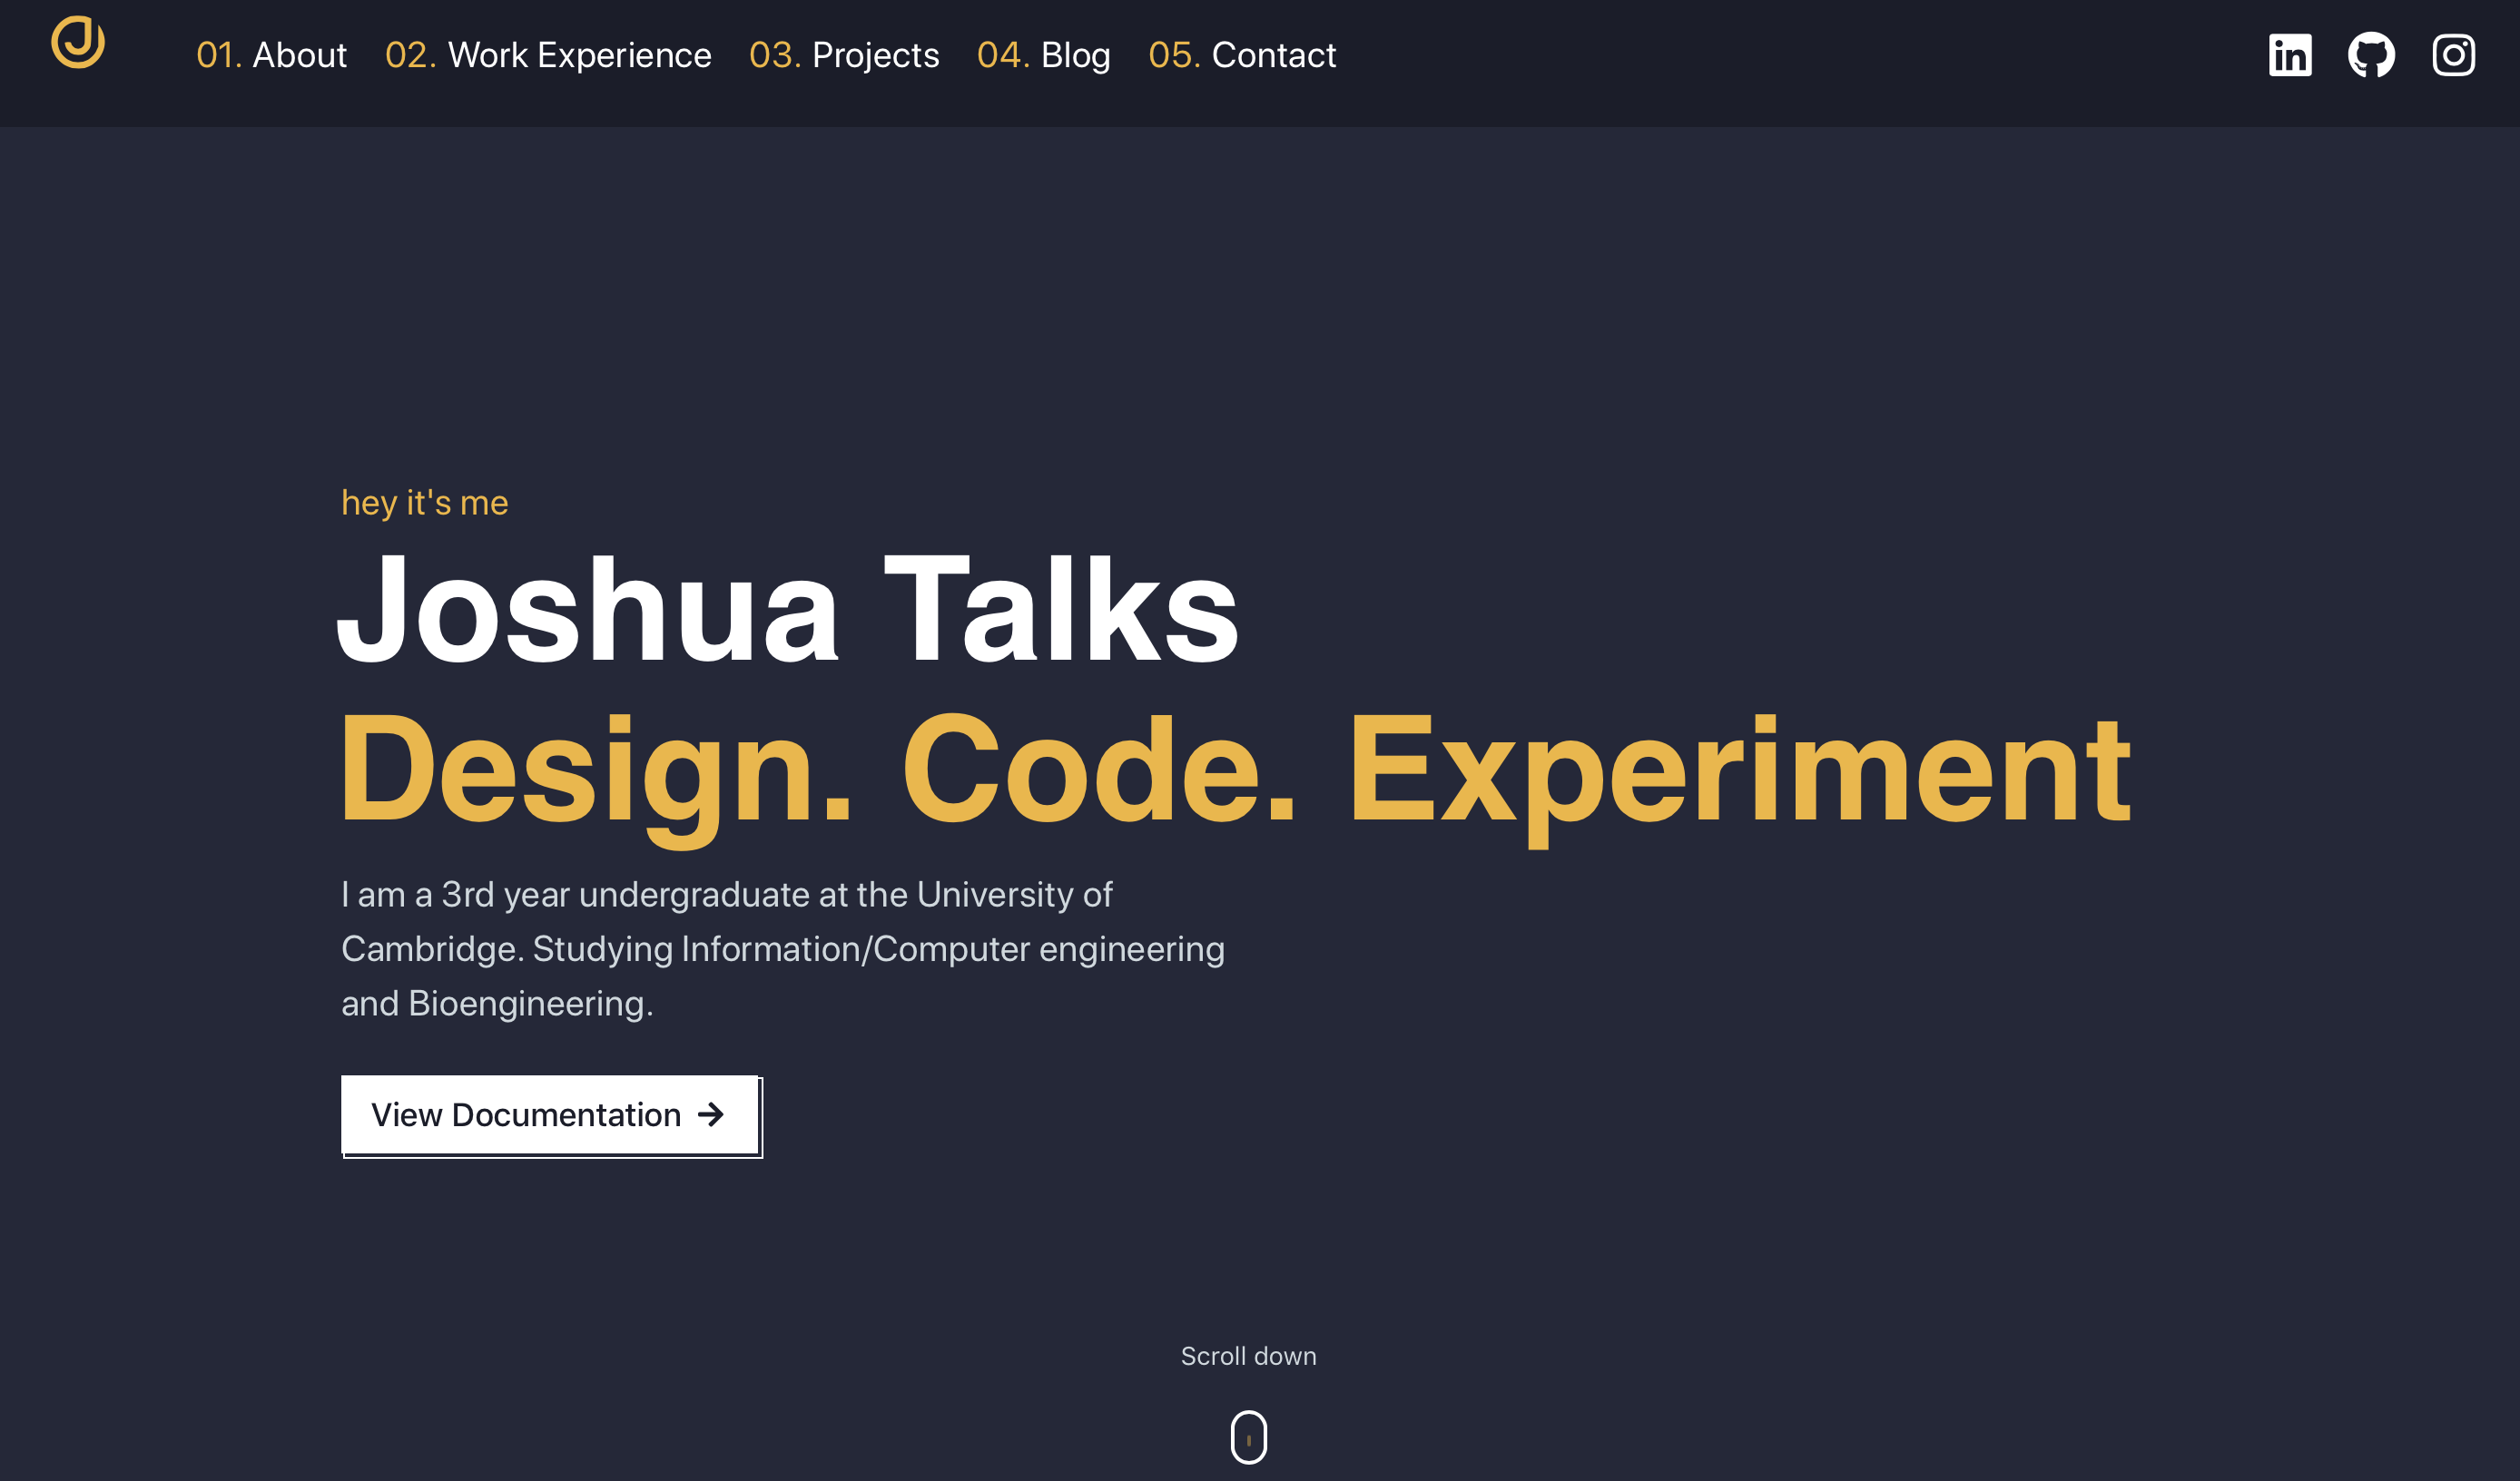 01. About 02. Work Experience 03. Projects 04. Blog 05. Contact
hey it's me
Joshua Talks
Design. Code. Experiment
I am a 3rd year undergraduate at the University of
Cambridge. Studying Information/Computer engineering
and Bioengineering.
View Documentation →
Scroll down